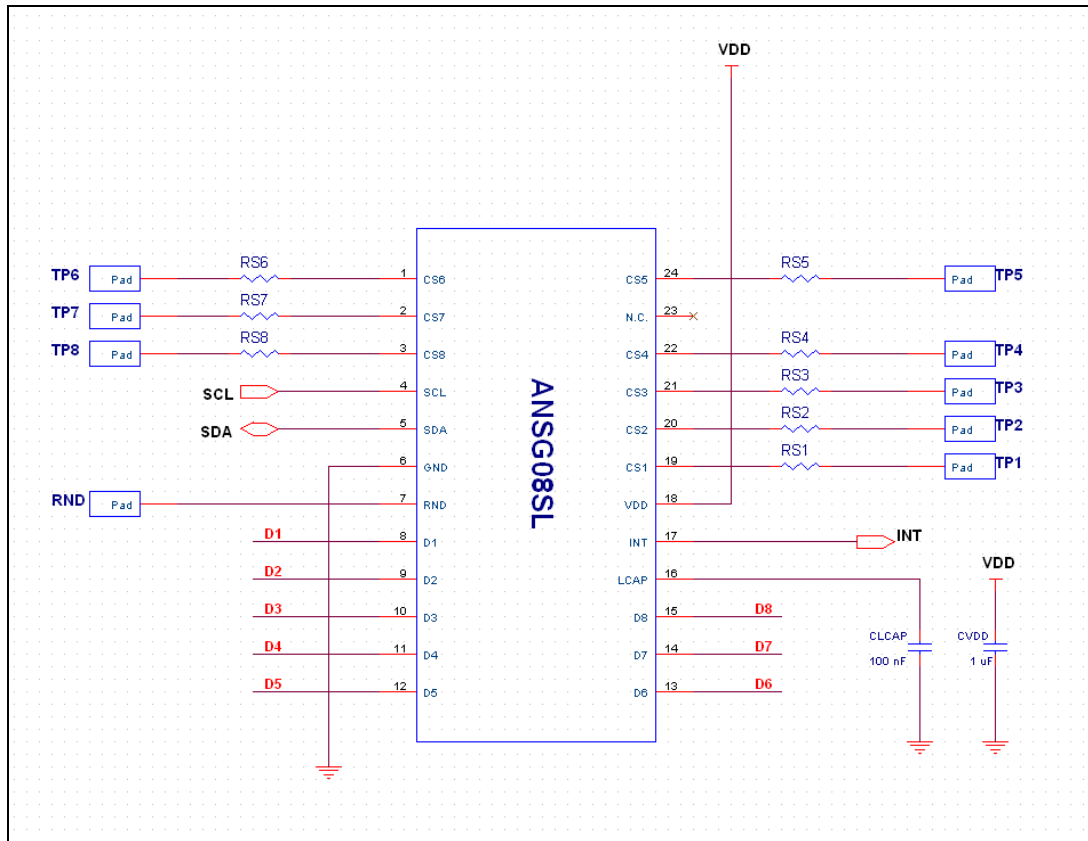 VDD
TP6 Pad RS6 1 CS6 CS5 24 RS5 Pad TP5
TP7 Pad RS7 2 CS7 N.C. 23
TP8 Pad RS8 3 CS8 CS4 22 RS4 Pad TP4
SCL 4 SCL CS3 21 RS3 Pad TP3
SDA 5 SDA CS2 20 RS2 Pad TP2
6 GND CS1 19 RS1 Pad TP1
RND Pad 7 RND VDD 18
D1 8 D1 INT 17 INT
D2 9 D2 LCAP 16
D3 10 D3 D8 15 D8
D4 11 D4 D7 14 D7
D5 12 D5 D6 13 D6
ANSG08SL
VDD
CLCAP CVDD
100 nF 1 uF